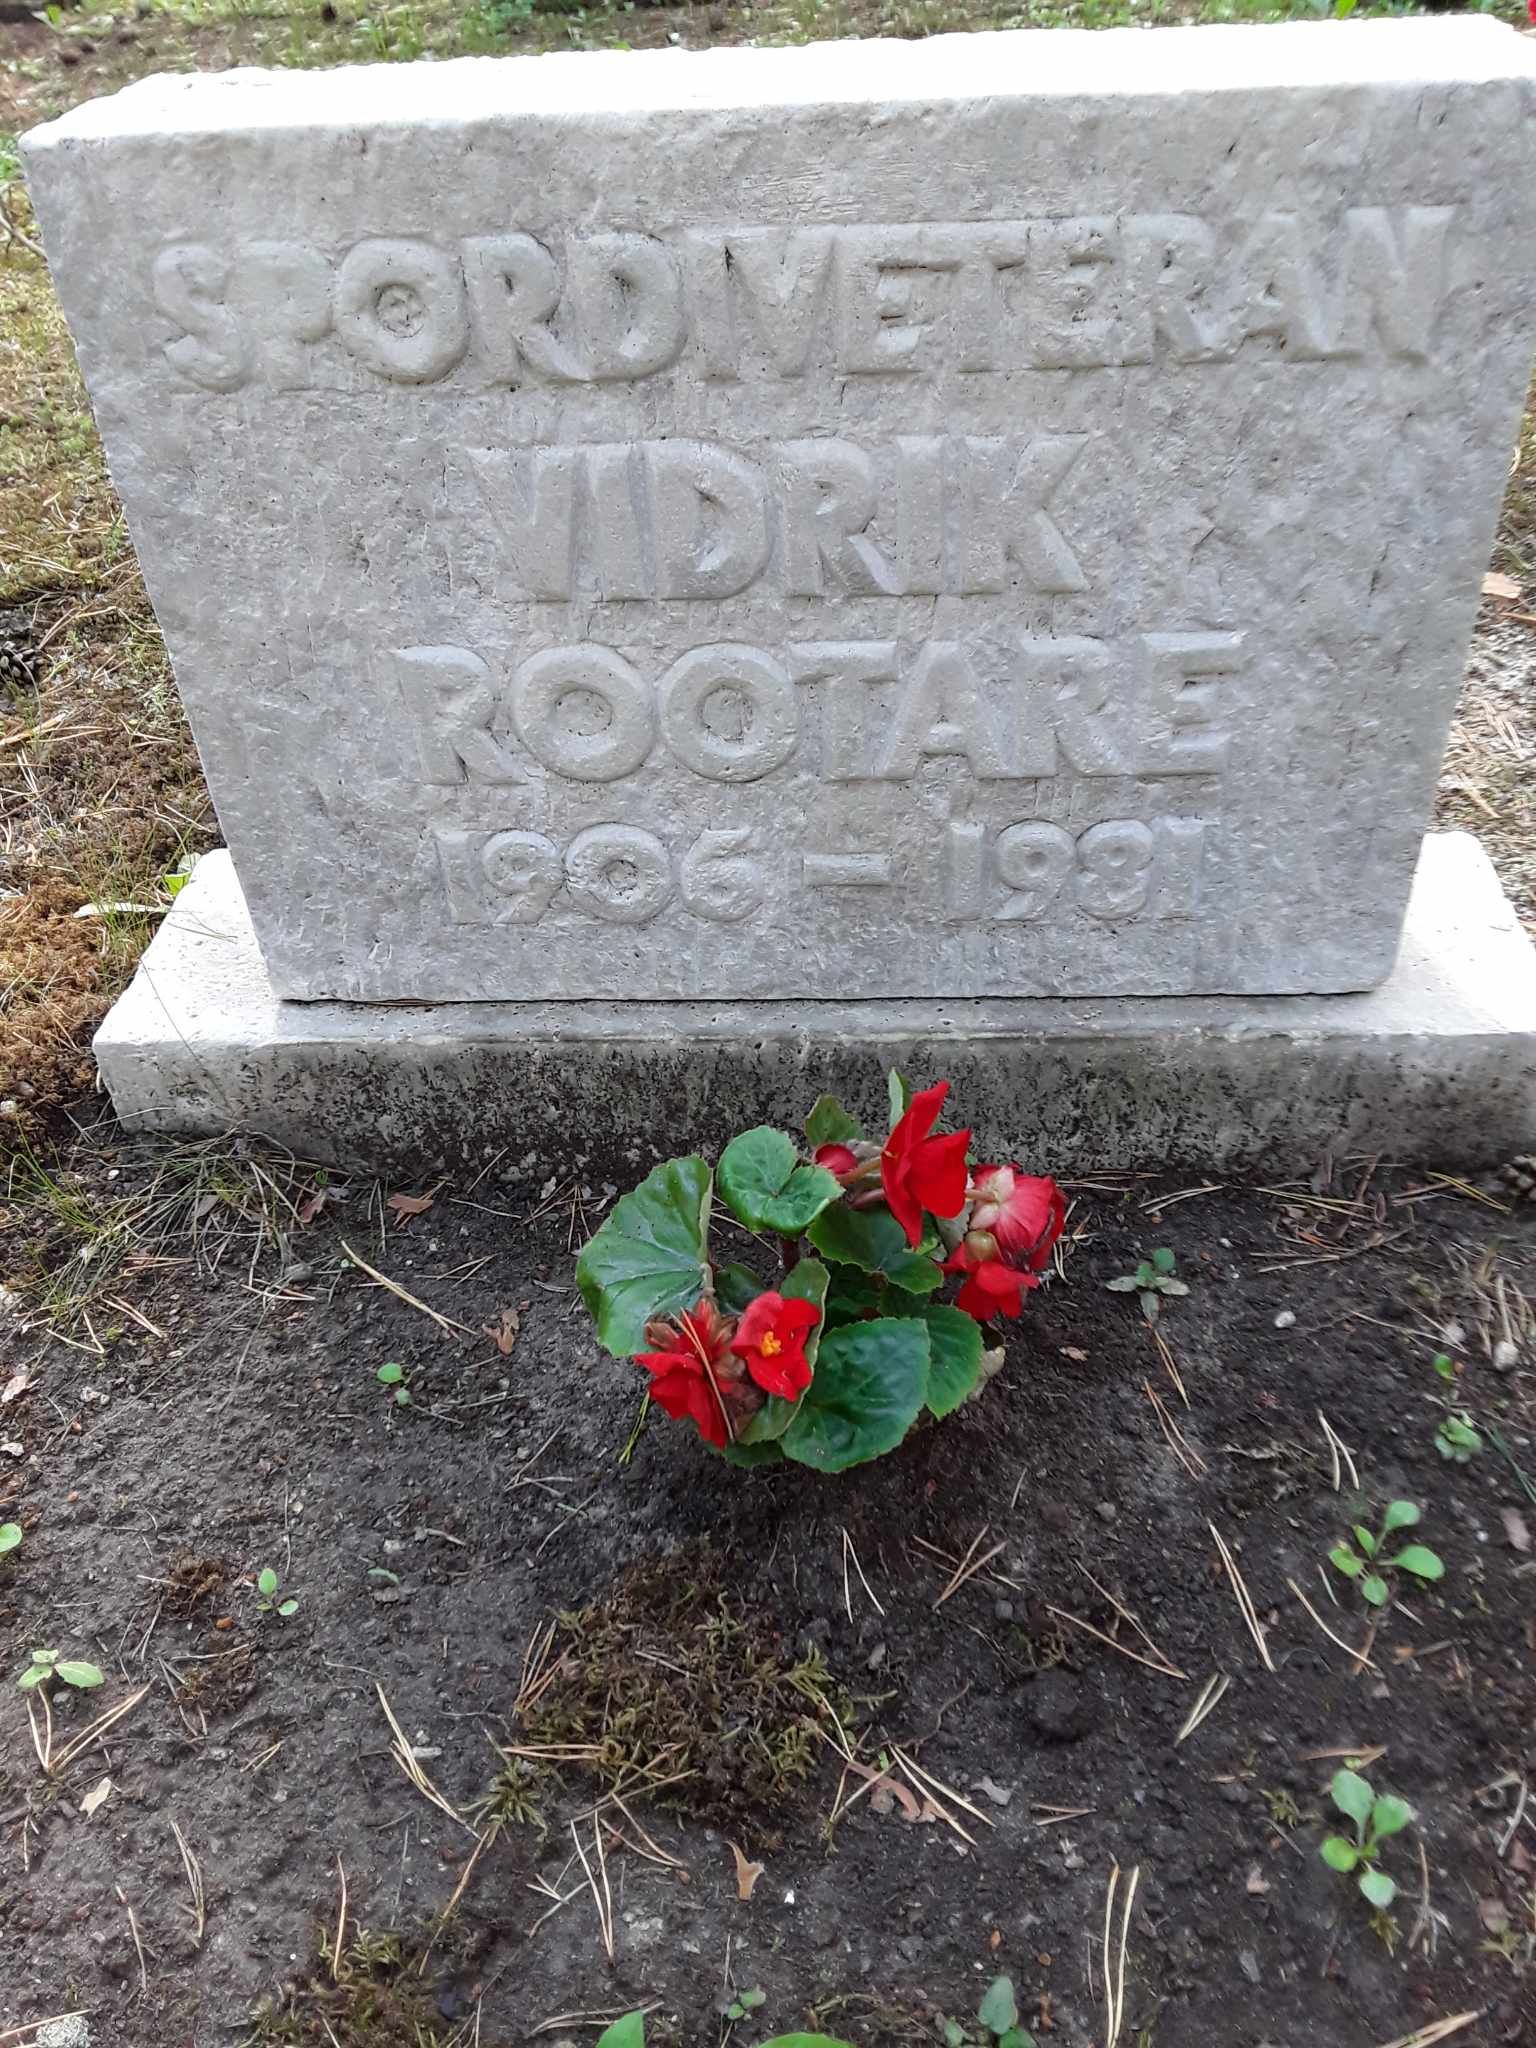 SPORDIVETERAN
VIDRIK
ROOTARE
1906 – 1981